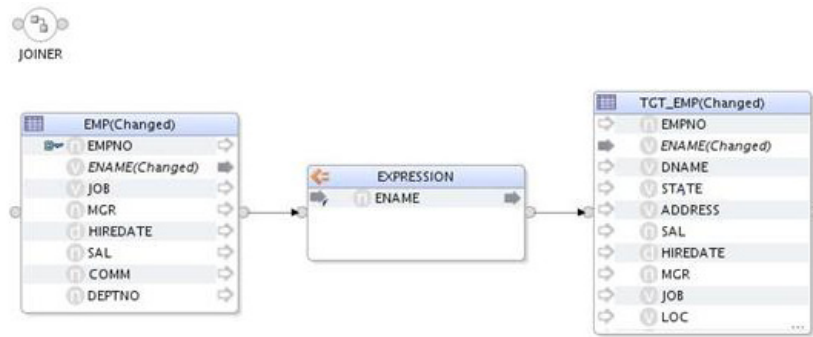 JOINER
EMP(Changed)
EMPNO
ENAME(Changed)
JOB
MGR
HIREDATE
SAL
COMM
DEPTNO
EXPRESSION
ENAME
TGT_EMP(Changed)
EMPNO
ENAME(Changed)
DNAME
STATE
ADDRESS
SAL
HIREDATE
MGR
JOB
LOC
...